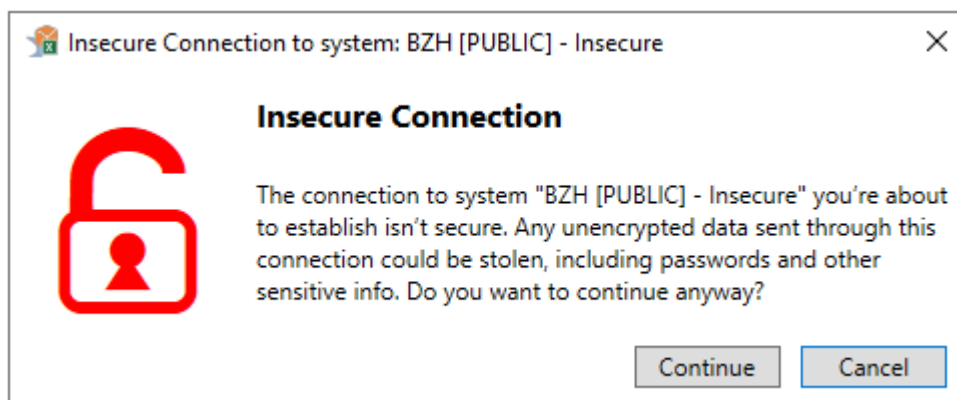 Insecure Connection to system: BZH [PUBLIC] - Insecure
Insecure Connection
The connection to system "BZH [PUBLIC] - Insecure" you're about
to establish isn't secure. Any unencrypted data sent through this
connection could be stolen, including passwords and other
sensitive info. Do you want to continue anyway?
Continue Cancel